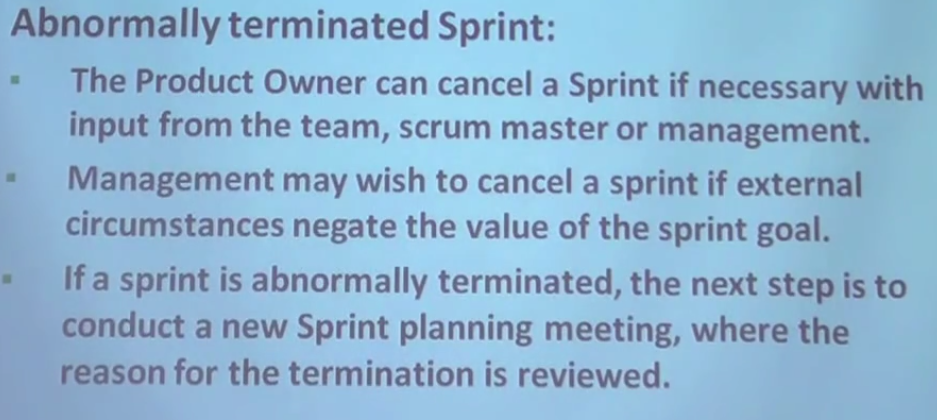 Abnormally terminated Sprint:
▪ The Product Owner can cancel a Sprint if necessary with
input from the team, scrum master or management.
▪ Management may wish to cancel a sprint if external
circumstances negate the value of the sprint goal.
▪ If a sprint is abnormally terminated, the next step is to
conduct a new Sprint planning meeting, where the
reason for the termination is reviewed.